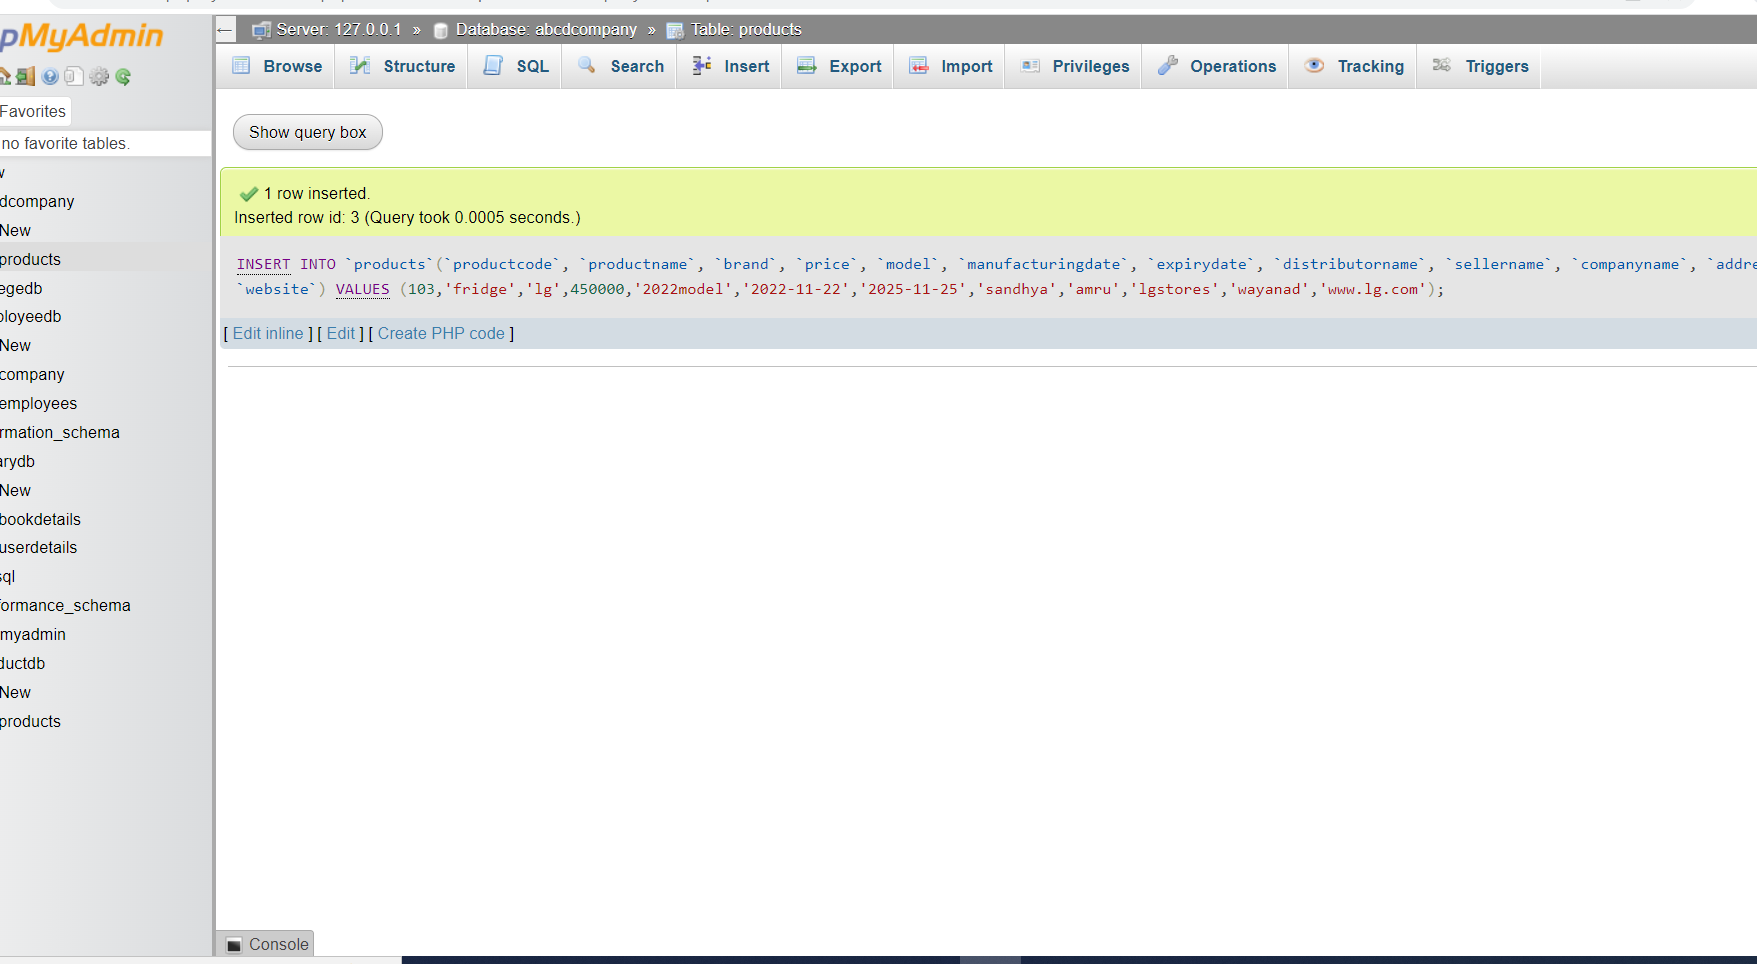 pMyAdmin
Favorites
no favorite tables.
dcompany
New
products
egedb
ployeedb
New
company
employees
rmation_schema
arydb
New
bookdetails
userdetails
sql
formance_schema
myadmin
ductdb
New
products
Server: 127.0.0.1 » Database: abcdcompany » Table: products
Browse Structure SQL Search Insert Export Import Privileges Operations Tracking Triggers
Show query box
1 row inserted.
Inserted row id: 3 (Query took 0.0005 seconds.)
INSERT INTO `products`(`productcode`, `productname`, `brand`, `price`, `model`, `manufacturingdate`, `expirydate`, `distributorname`, `sellername`, `companyname`, `addre
`website`) VALUES (103,'fridge','lg',450000,'2022model','2022-11-22','2025-11-25','sandhya','amru','lgstores','wayanad','www.lg.com');
[ Edit inline ] [ Edit ] [ Create PHP code ]
Console